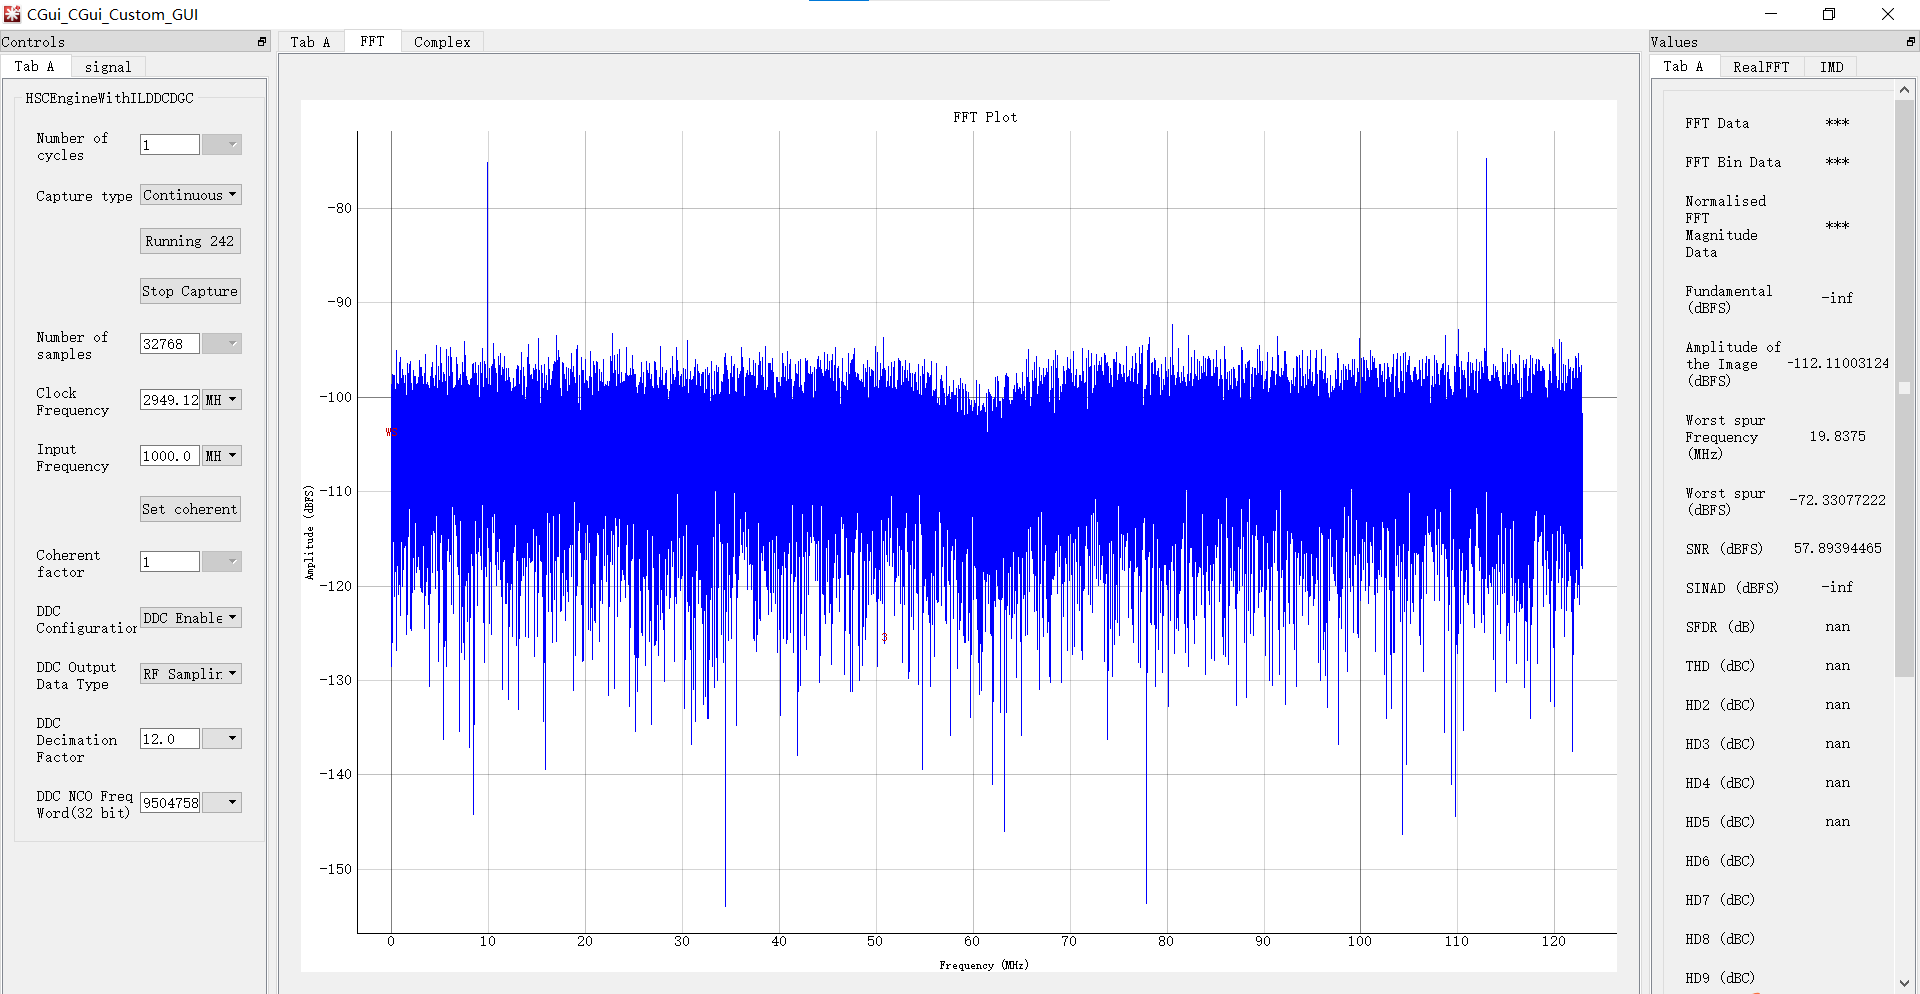 CGui_CGui_Custom_GUI
Controls
Tab A
signal
HSCEngineWithILDDCDGC
Number of
cycles
1
Capture type
Continuous
Running 242
Stop Capture
Number of
samples
32768
Clock
Frequency
2949.12
MH
Input
Frequency
1000.0
MH
Set coherent
Coherent
factor
1
DDC
Configuration
DDC Enable
DDC Output
Data Type
RF Samplin
DDC
Decimation
Factor
12.0
DDC NCO Freq
Word(32 bit)
9504758
Tab A
FFT
Complex
FFT Plot
-80
-90
-100
-110
-120
-130
-140
-150
Amplitude (dBFS)
3
0
10
20
30
40
50
60
70
80
90
100
110
120
Frequency (MHz)
Values
Tab A
RealFFT
IMD
FFT Data
***
FFT Bin Data
***
Normalised
FFT
Magnitude
Data
***
Fundamental
(dBFS)
-inf
Amplitude of
the Image
(dBFS)
-112.11003124
Worst spur
Frequency
(MHz)
19.8375
Worst spur
(dBFS)
-72.33077222
SNR (dBFS)
57.89394465
SINAD (dBFS)
-inf
SFDR (dB)
nan
THD (dBC)
nan
HD2 (dBC)
nan
HD3 (dBC)
nan
HD4 (dBC)
nan
HD5 (dBC)
nan
HD6 (dBC)
HD7 (dBC)
HD8 (dBC)
HD9 (dBC)